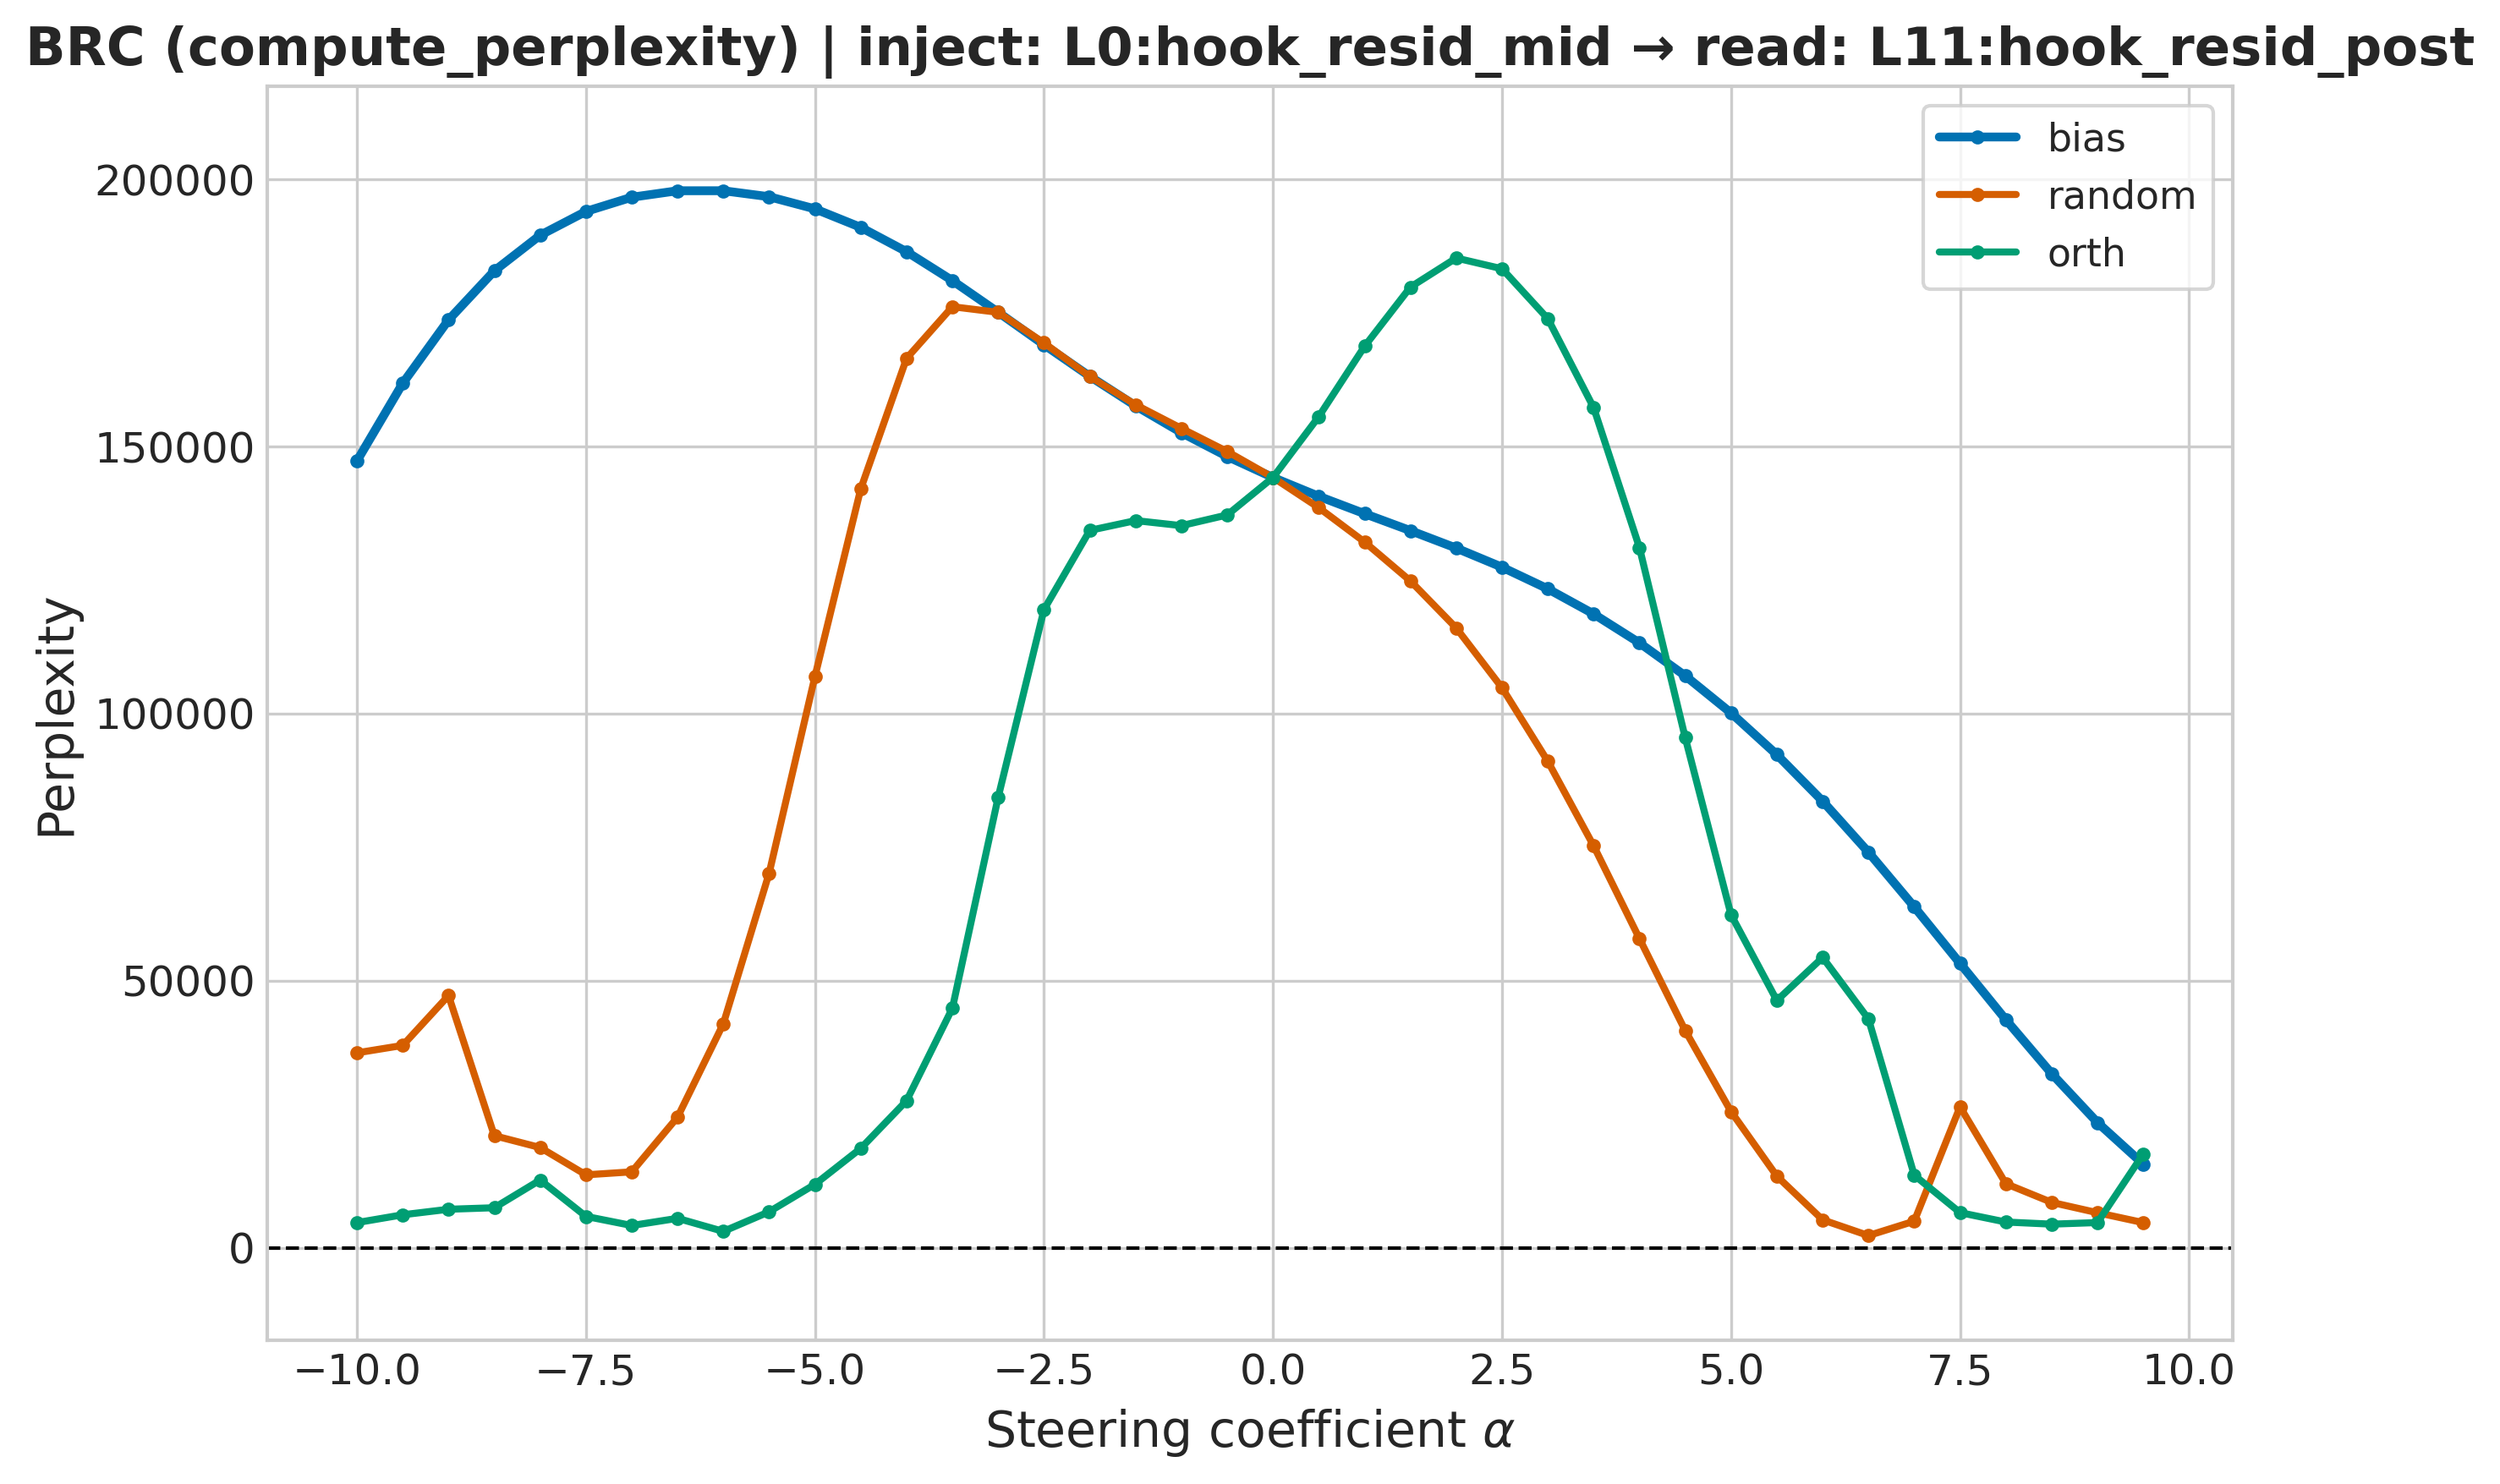 BRC (compute_perplexity) | inject: L0:hook_resid_mid → read: L11:hook_resid_post
bias
random
orth
Perplexity
200000
150000
100000
50000
0
−10.0 −7.5 −5.0 −2.5 0.0 2.5 5.0 7.5 10.0
Steering coefficient α